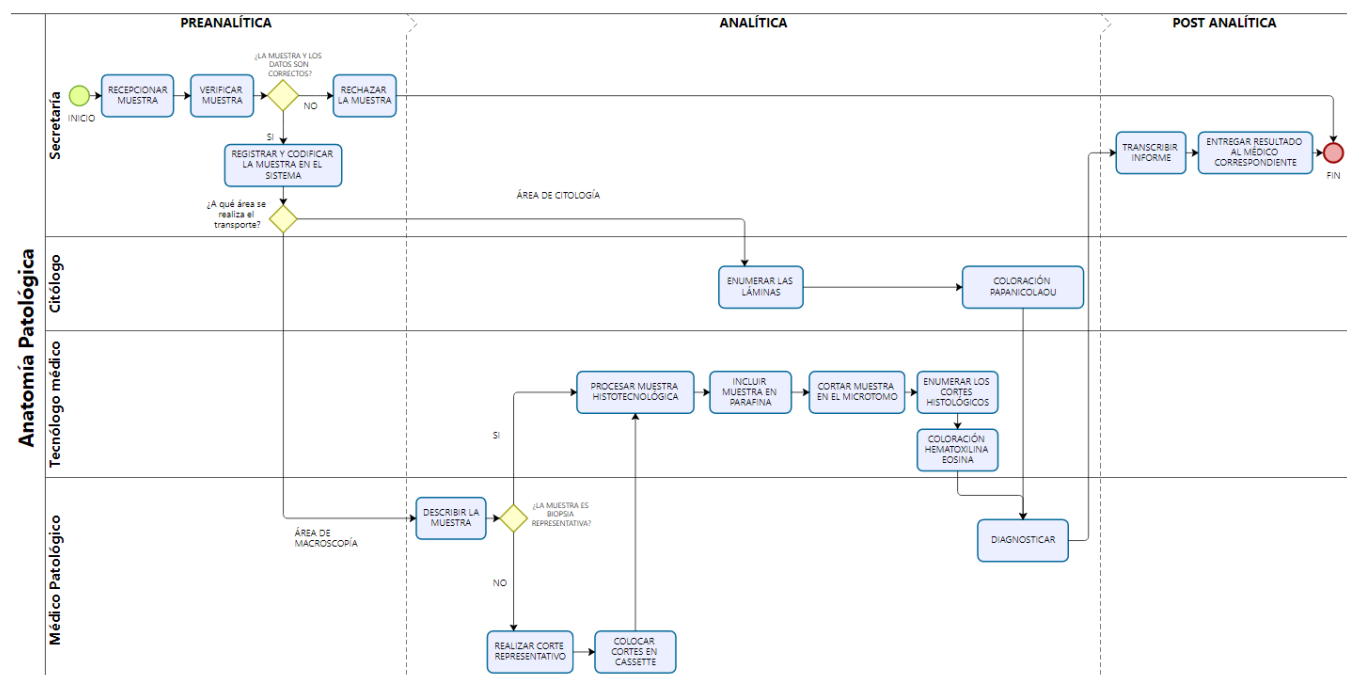 PREANALÍTICA
ANALÍTICA
POST ANALÍTICA
Anatomía Patológica
Secretaría
INICIO
RECEPCIONAR
MUESTRA
VERIFICAR
MUESTRA
¿LA MUESTRA Y LOS
DATOS SON
CORRECTOS?
NO
RECHAZAR
LA MUESTRA
SI
REGISTRAR Y CODIFICAR
LA MUESTRA EN EL
SISTEMA
¿A qué área se
realiza el
transporte?
ÁREA DE CITOLOGÍA
TRANSCRIBIR
INFORME
ENTREGAR RESULTADO
AL MÉDICO
CORRESPONDIENTE
FIN
Citólogo
ENUMERAR LAS
LÁMINAS
COLORACIÓN
PAPANICOLAOU
Tecnólogo médico
PROCESAR MUESTRA
HISTOTECNOLÓGICA
INCLUIR
MUESTRA EN
PARAFINA
CORTAR MUESTRA
EN EL MICROTOMO
ENUMERAR LOS
CORTES
HISTOLÓGICOS
SI
COLORACIÓN
HEMATOXILINA
EOSINA
Médico Patológico
ÁREA DE
MACROSCOPÍA
DESCRIBIR LA
MUESTRA
¿LA MUESTRA ES
BIOPSIA
REPRESENTATIVA?
DIAGNOSTICAR
NO
REALIZAR CORTE
REPRESENTATIVO
COLOCAR
CORTES EN
CASSETTE